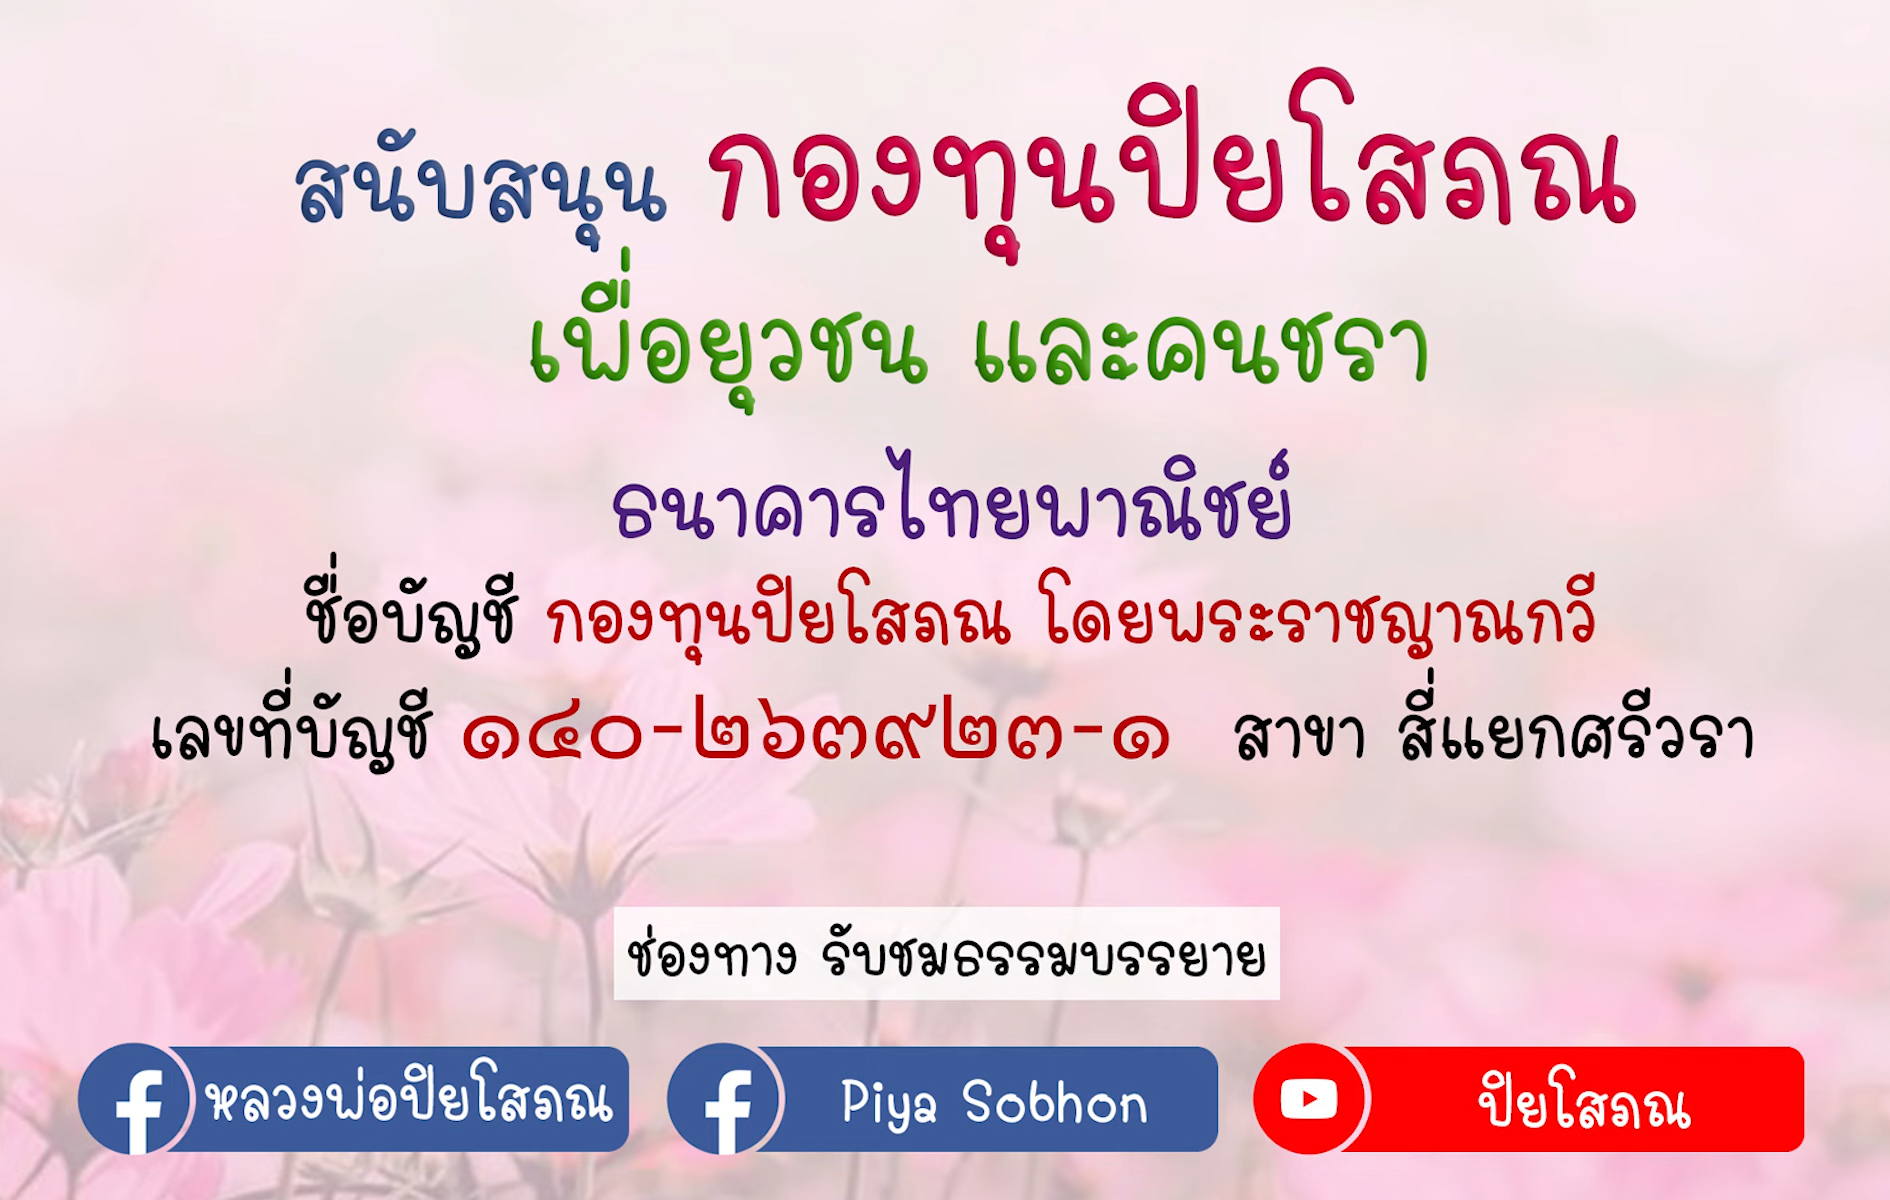 สนับสนุน กองทุนปิยโสภณ
เพื่อยุวชน และคนชรา
ธนาคารไทยพาณิชย์
ชื่อบัญชี กองทุนปิยโสภณ โดยพระราชญาณกวี
เลขที่บัญชี ๑๔๐-๒๖๓๙๒๓-๑ สาขา สี่แยกศรีวรา
ช่องทาง รับชมธรรมบรรยาย
หลวงพ่อปิยโสภณ
Piya Sobhon
ปิยโสภณ